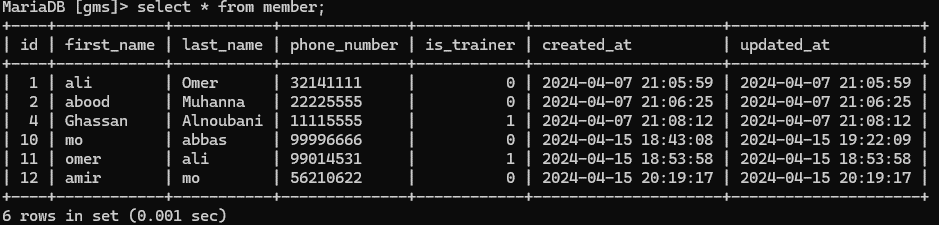 MariaDB [gms]> select * from member;
+----+------------+-----------+--------------+------------+---------------------+---------------------+
| id | first_name | last_name | phone_number | is_trainer | created_at          | updated_at          |
+----+------------+-----------+--------------+------------+---------------------+---------------------+
|  1 | ali        | Omer      | 32141111     |          0 | 2024-04-07 21:05:59 | 2024-04-07 21:05:59 |
|  2 | abood      | Muhanna   | 22225555     |          0 | 2024-04-07 21:06:25 | 2024-04-07 21:06:25 |
|  4 | Ghassan    | Alnoubani | 11115555     |          1 | 2024-04-07 21:08:12 | 2024-04-07 21:08:12 |
| 10 | mo         | abbas     | 99996666     |          0 | 2024-04-15 18:43:08 | 2024-04-15 19:22:09 |
| 11 | omer       | ali       | 99014531     |          1 | 2024-04-15 18:53:58 | 2024-04-15 18:53:58 |
| 12 | amir       | mo        | 56210622     |          0 | 2024-04-15 20:19:17 | 2024-04-15 20:19:17 |
+----+------------+-----------+--------------+------------+---------------------+---------------------+
6 rows in set (0.001 sec)